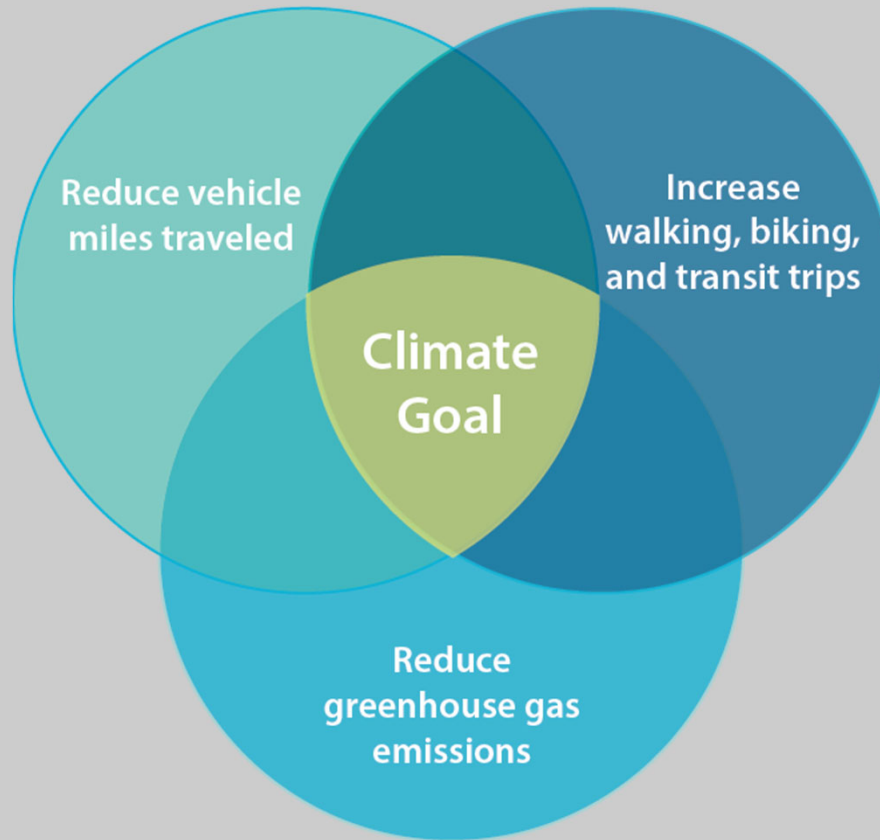 Reduce vehicle
miles traveled
Increase
walking, biking,
and transit trips
Climate
Goal
Reduce
greenhouse gas
emissions